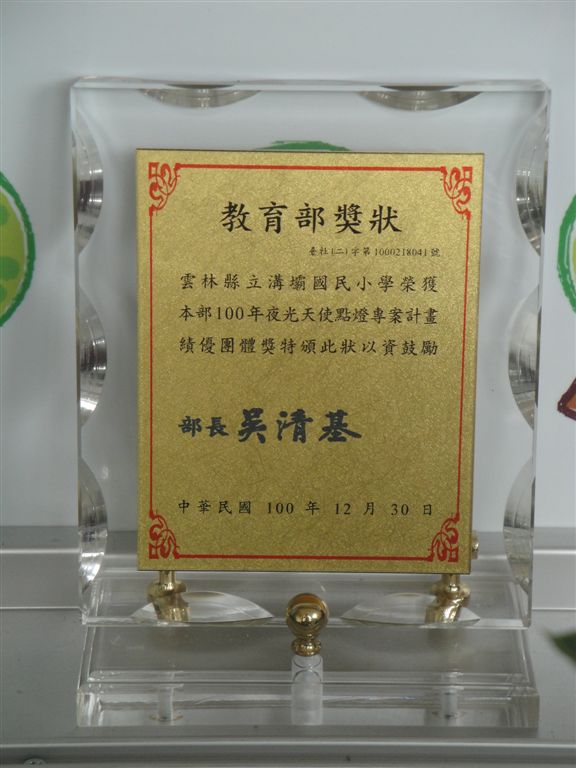 教育部獎狀
臺社(二)字第1000218041號
雲林縣立溝壩國民小學榮獲
本部100年夜光天使點燈專案計畫
績優團體獎特頒此狀以資鼓勵
部長 吳清基
中華民國 100 年 12 月 30 日